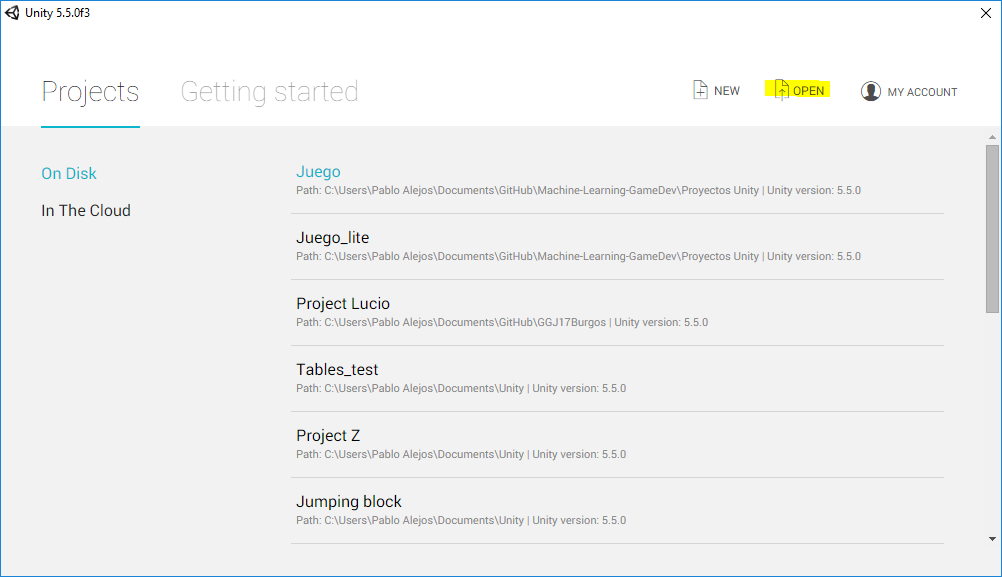 Unity 5.5.0f3
Projects
Getting started
NEW
OPEN
MY ACCOUNT
On Disk
In The Cloud
Juego
Path: C:\Users\Pablo Alejos\Documents\GitHub\Machine-Learning-GameDev\Proyectos Unity | Unity version: 5.5.0
Juego_lite
Path: C:\Users\Pablo Alejos\Documents\GitHub\Machine-Learning-GameDev\Proyectos Unity | Unity version: 5.5.0
Project Lucio
Path: C:\Users\Pablo Alejos\Documents\GitHub\GGJ17Burgos | Unity version: 5.5.0
Tables_test
Path: C:\Users\Pablo Alejos\Documents\Unity | Unity version: 5.5.0
Project Z
Path: C:\Users\Pablo Alejos\Documents\Unity | Unity version: 5.5.0
Jumping block
Path: C:\Users\Pablo Alejos\Documents\Unity | Unity version: 5.5.0